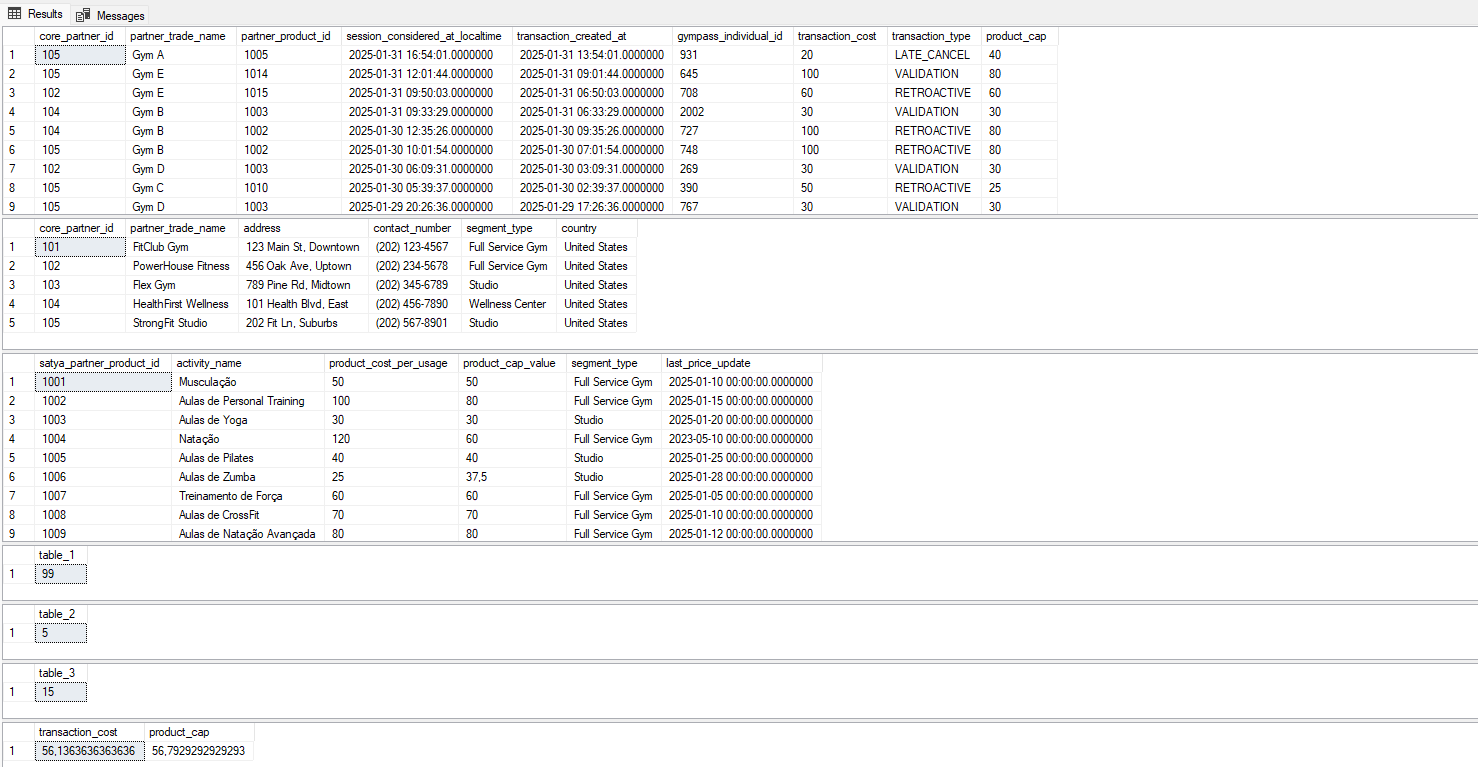 Results Messages
core_partner_id partner_trade_name partner_product_id session_considered_at_localtime transaction_created_at gympass_individual_id transaction_cost transaction_type product_cap
1 105 Gym A 1005 2025-01-31 16:54:01.0000000 2025-01-31 13:54:01.0000000 931 20 LATE_CANCEL 40
2 105 Gym E 1014 2025-01-31 12:01:44.0000000 2025-01-31 09:01:44.0000000 645 100 VALIDATION 80
3 102 Gym E 1015 2025-01-31 09:50:03.0000000 2025-01-31 06:50:03.0000000 708 60 RETROACTIVE 60
4 104 Gym B 1003 2025-01-31 09:33:29.0000000 2025-01-31 06:33:29.0000000 2002 30 VALIDATION 30
5 104 Gym B 1002 2025-01-30 12:35:26.0000000 2025-01-30 09:35:26.0000000 727 100 RETROACTIVE 80
6 105 Gym B 1002 2025-01-30 10:01:54.0000000 2025-01-30 07:01:54.0000000 748 100 RETROACTIVE 80
7 102 Gym D 1003 2025-01-30 06:09:31.0000000 2025-01-30 03:09:31.0000000 269 30 VALIDATION 30
8 105 Gym C 1010 2025-01-30 05:39:37.0000000 2025-01-30 02:39:37.0000000 390 50 RETROACTIVE 25
9 105 Gym D 1003 2025-01-29 20:26:36.0000000 2025-01-29 17:26:36.0000000 767 30 VALIDATION 30
core_partner_id partner_trade_name address contact_number segment_type country
1 101 FitClub Gym 123 Main St, Downtown (202) 123-4567 Full Service Gym United States
2 102 PowerHouse Fitness 456 Oak Ave, Uptown (202) 234-5678 Full Service Gym United States
3 103 Flex Gym 789 Pine Rd, Midtown (202) 345-6789 Studio United States
4 104 HealthFirst Wellness 101 Health Blvd, East (202) 456-7890 Wellness Center United States
5 105 StrongFit Studio 202 Fit Ln, Suburbs (202) 567-8901 Studio United States
satya_partner_product_id activity_name product_cost_per_usage product_cap_value segment_type last_price_update
1 1001 Musculação 50 50 Full Service Gym 2025-01-10 00:00:00.0000000
2 1002 Aulas de Personal Training 100 80 Full Service Gym 2025-01-15 00:00:00.0000000
3 1003 Aulas de Yoga 30 30 Studio 2025-01-20 00:00:00.0000000
4 1004 Natação 120 60 Full Service Gym 2023-05-10 00:00:00.0000000
5 1005 Aulas de Pilates 40 40 Studio 2025-01-25 00:00:00.0000000
6 1006 Aulas de Zumba 25 37,5 Studio 2025-01-28 00:00:00.0000000
7 1007 Treinamento de Força 60 60 Full Service Gym 2025-01-05 00:00:00.0000000
8 1008 Aulas de CrossFit 70 70 Full Service Gym 2025-01-10 00:00:00.0000000
9 1009 Aulas de Natação Avançada 80 80 Full Service Gym 2025-01-12 00:00:00.0000000
table_1
1 99
table_2
1 5
table_3
1 15
transaction_cost product_cap
1 56,1363636363636 56,7929292929293